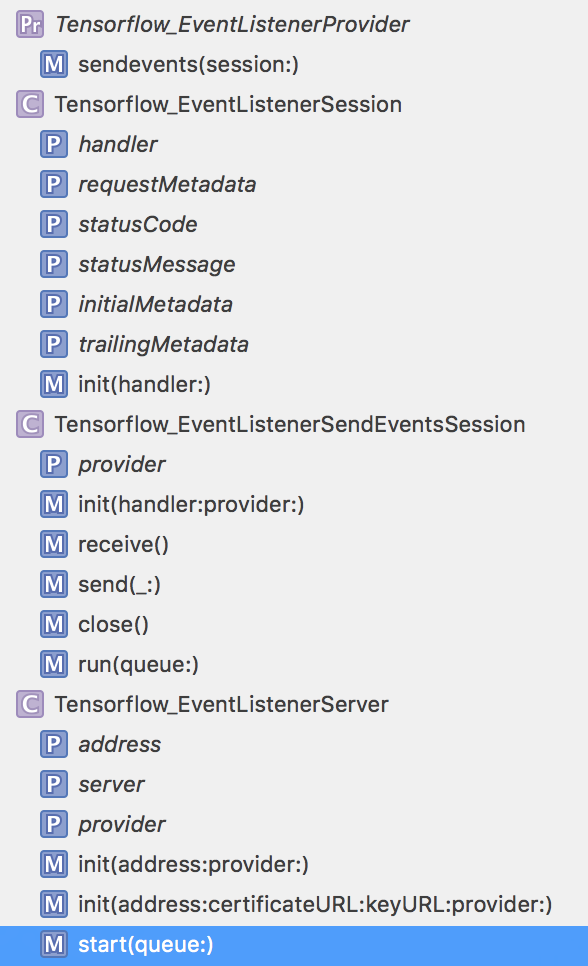 Pr Tensorflow_EventListenerProvider
M sendevents(session:)
C Tensorflow_EventListenerSession
P handler
P requestMetadata
P statusCode
P statusMessage
P initialMetadata
P trailingMetadata
M init(handler:)
C Tensorflow_EventListenerSendEventsSession
P provider
M init(handler:provider:)
M receive()
M send(_:)
M close()
M run(queue:)
C Tensorflow_EventListenerServer
P address
P server
P provider
M init(address:provider:)
M init(address:certificateURL:keyURL:provider:)
M start(queue:)